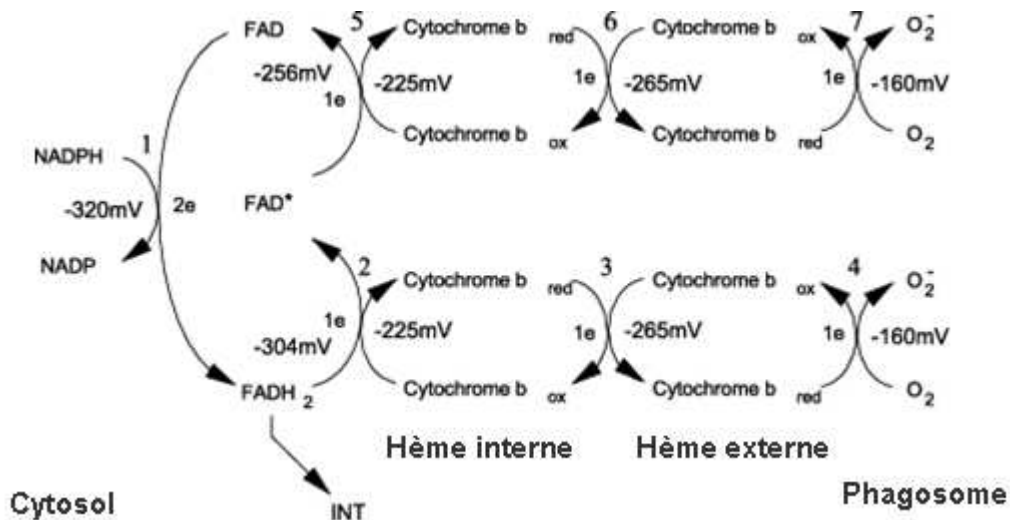 5 6 7
FAD Cytochrome b red Cytochrome b ox O2-
-256mV -225mV 1e -265mV 1e -160mV
1e
1 Cytochrome b ox Cytochrome b red O2
NADPH
-320mV 2e FAD*
NADP
2 3 4
Cytochrome b red Cytochrome b ox O2-
1e -225mV 1e -265mV 1e -160mV
-304mV
FADH2 Cytochrome b ox Cytochrome b red O2
Hème interne Hème externe
Cytosol INT Phagosome